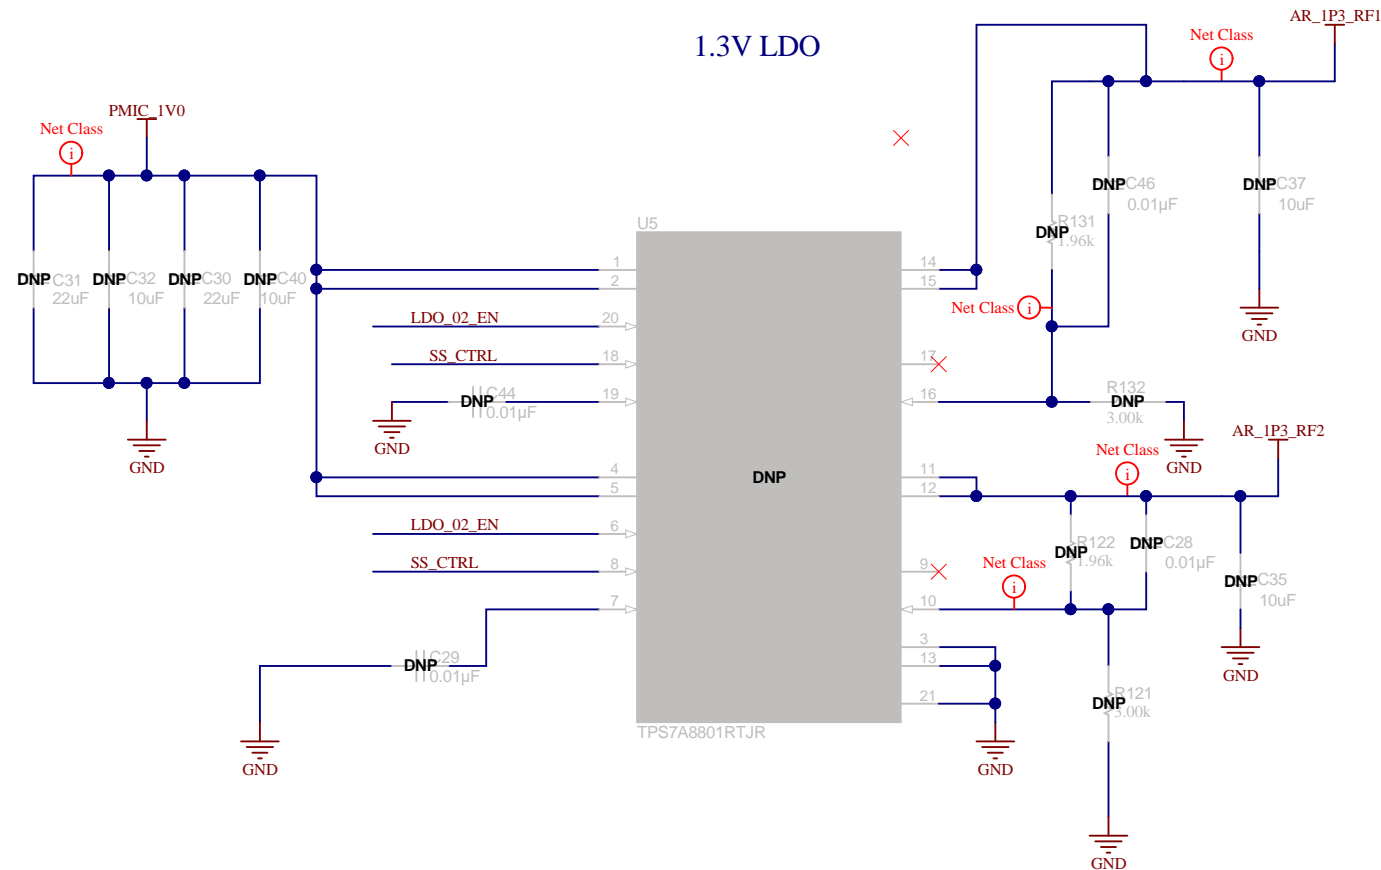 1.3V LDO
AR_1P3_RF1
Net Class
i
PMIC_1V0
Net Class
i
DNP
C31
22uF
DNP
C32
10uF
DNP
C30
22uF
DNP
C40
10uF
GND
DNP
C46
0.01µF
DNP
C37
10uF
DNP
R131
1.96k
GND
Net Class
i
U5
1
2
LDO_02_EN
20
SS_CTRL
18
DNP
C44
0.01µF
19
GND
4
5
LDO_02_EN
6
SS_CTRL
8
7
DNP
C29
0.01µF
GND
DNP
14
15
17
16
11
12
9
10
3
13
21
TPS7A8801RTJR
GND
R132
DNP
3.00k
GND
AR_1P3_RF2
Net Class
i
DNP
R122
1.96k
DNP
C28
0.01µF
DNP
C35
10uF
GND
Net Class
i
DNP
R121
3.00k
GND